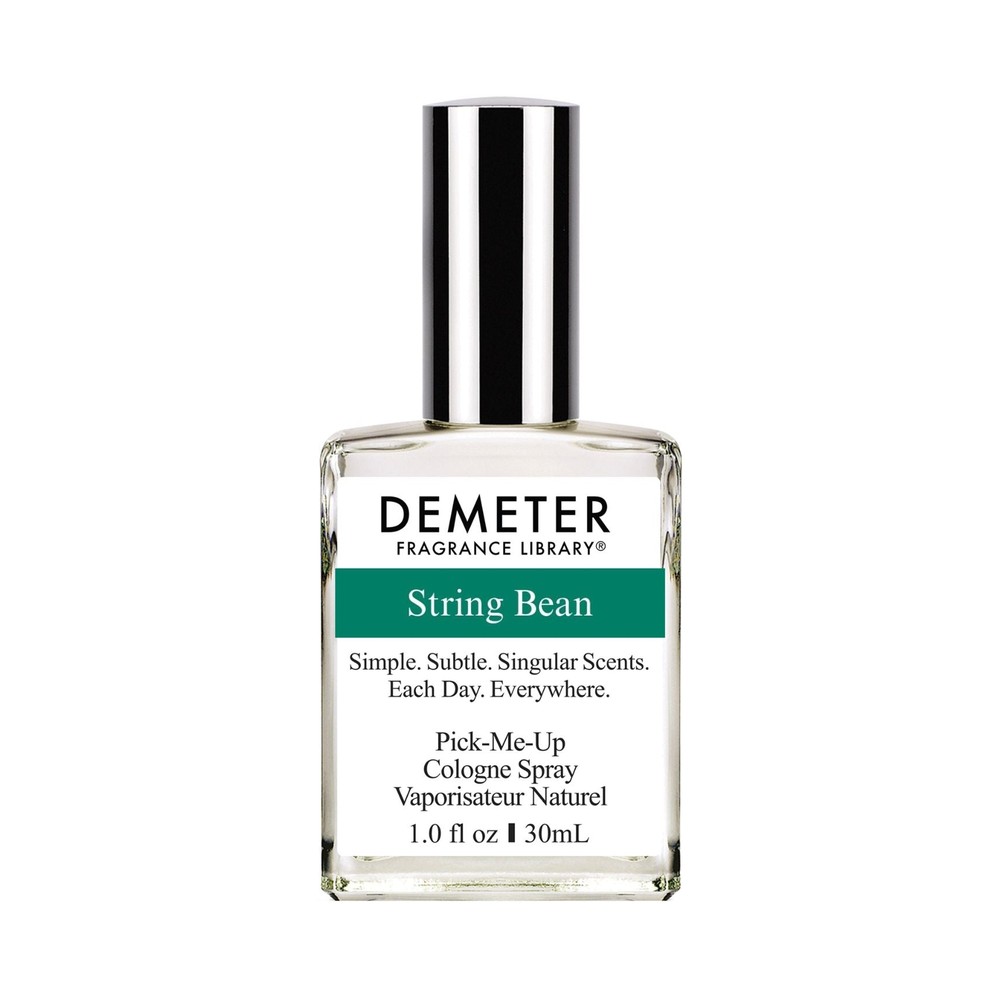 DEMETER
FRAGRANCE LIBRARY®
String Bean
Simple. Subtle. Singular Scents.
Each Day. Everywhere.
Pick-Me-Up
Cologne Spray
Vaporisateur Naturel
1.0 fl oz ▌30mL